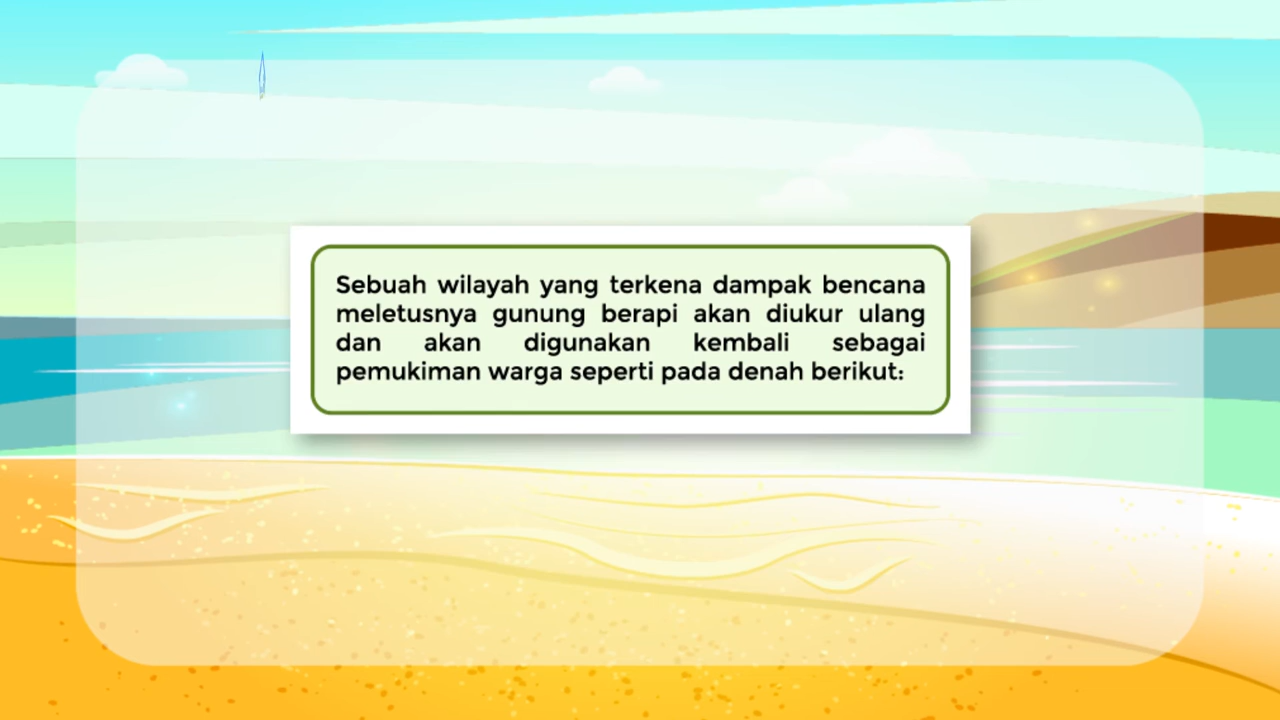 Sebuah wilayah yang terkena dampak bencana
meletusnya gunung berapi akan diukur ulang
dan akan digunakan kembali sebagai
pemukiman warga seperti pada denah berikut: